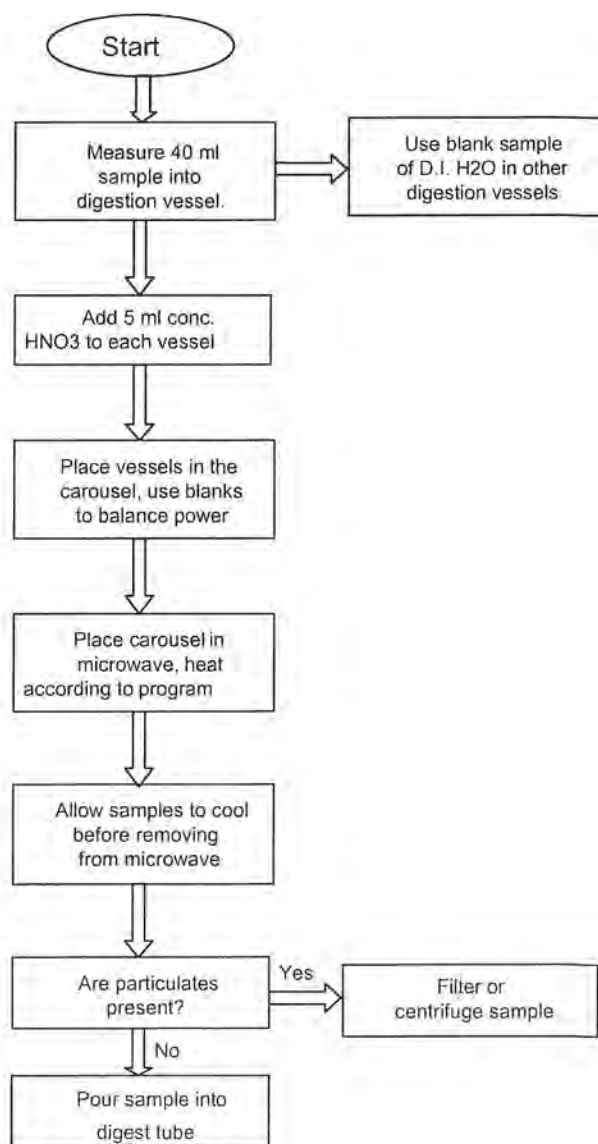 Start
Measure 40 ml
sample into
digestion vessel.
Use blank sample
of D.I. H2O in other
digestion vessels
Add 5 ml conc.
HNO3 to each vessel
Place vessels in the
carousel, use blanks
to balance power
Place carousel in
microwave, heat
according to program
Allow samples to cool
before removing
from microwave
Are particulates
present?
Yes
Filter or
centrifuge sample
No
Pour sample into
digest tube